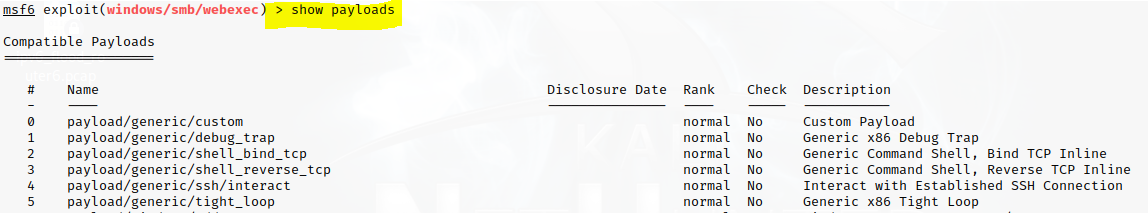 msf6 exploit(windows/smb/webexec) > show payloads
Compatible Payloads
===================
# Name Disclosure Date Rank Check Description
- ---- --------------- ---- ----- -----------
0 payload/generic/custom normal No Custom Payload
1 payload/generic/debug_trap normal No Generic x86 Debug Trap
2 payload/generic/shell_bind_tcp normal No Generic Command Shell, Bind TCP Inline
3 payload/generic/shell_reverse_tcp normal No Generic Command Shell, Reverse TCP Inline
4 payload/generic/ssh/interact normal No Interact with Established SSH Connection
5 payload/generic/tight_loop normal No Generic x86 Tight Loop